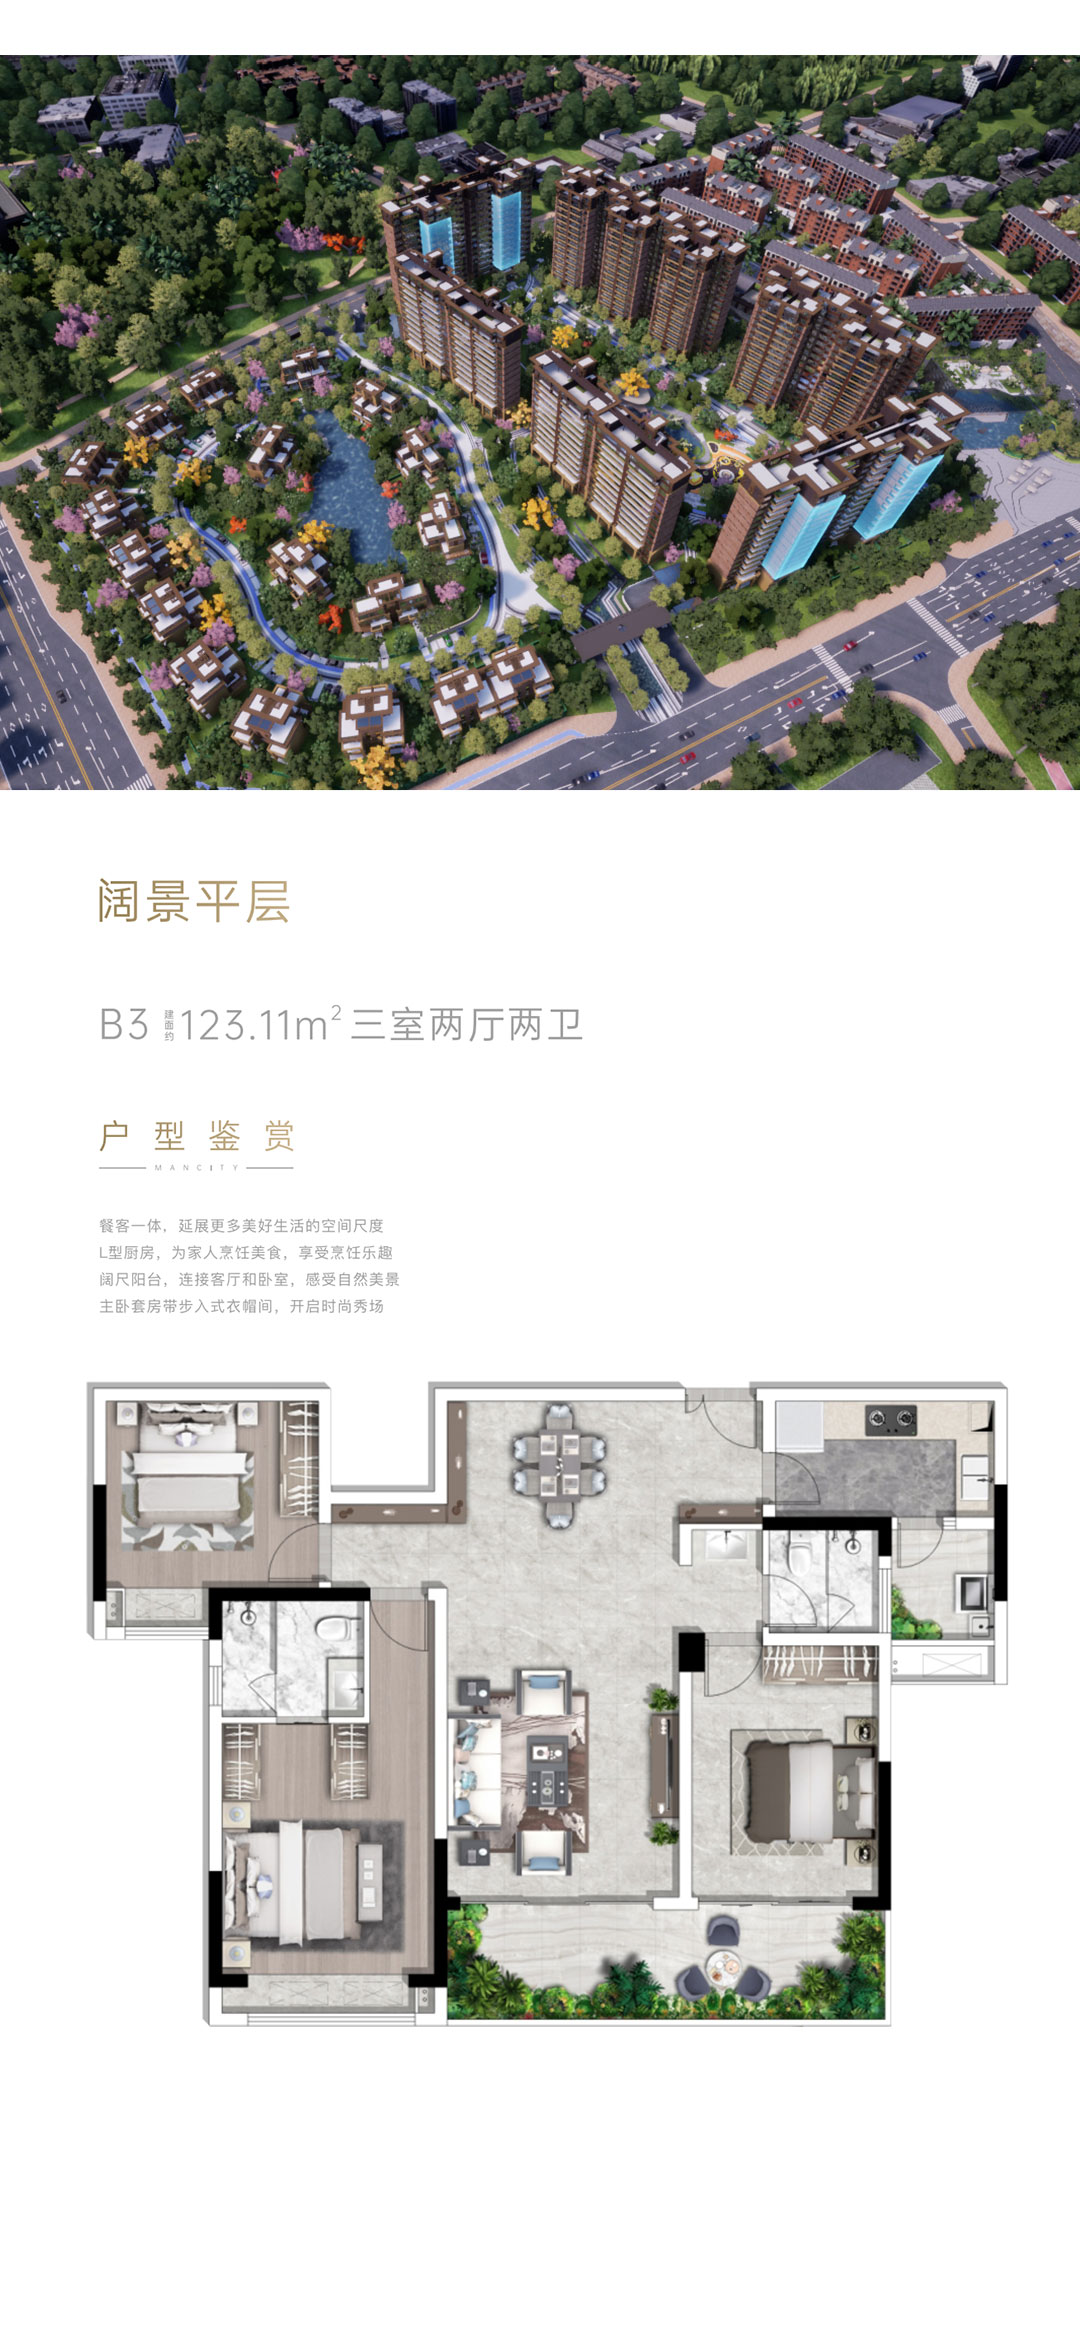 阔景平层
B3 建面约 123.11m² 三室两厅两卫
户型鉴赏
MANCITY
餐客一体，延展更多美好生活的空间尺度
L型厨房，为家人烹饪美食，享受烹饪乐趣
阔尺阳台，连接客厅和卧室，感受自然美景
主卧套房带步入式衣帽间，开启时尚秀场